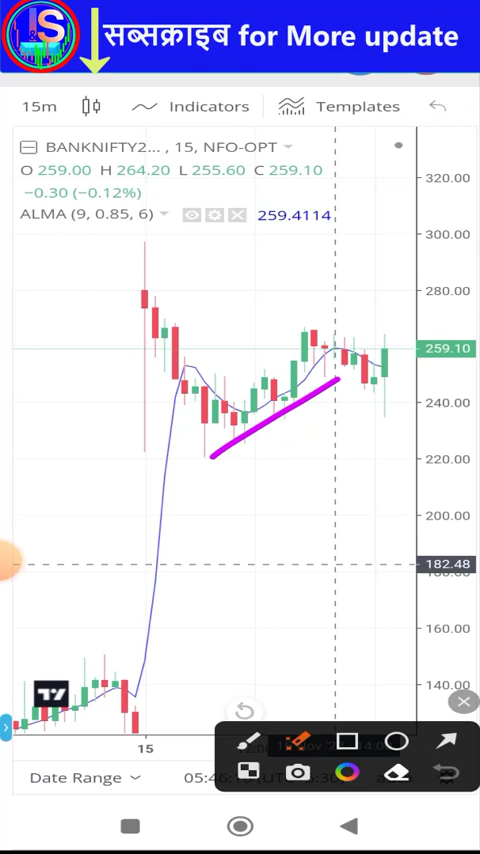 I&S
सब्सक्राइब for More update
15m Indicators Templates
BANKNIFTY2... , 15, NFO-OPT
O 259.00 H 264.20 L 255.60 C 259.10
−0.30 (−0.12%)
ALMA (9, 0.85, 6) 259.4114
320.00
300.00
280.00
259.10
240.00
220.00
200.00
182.48
180.00
160.00
140.00
15
Date Range